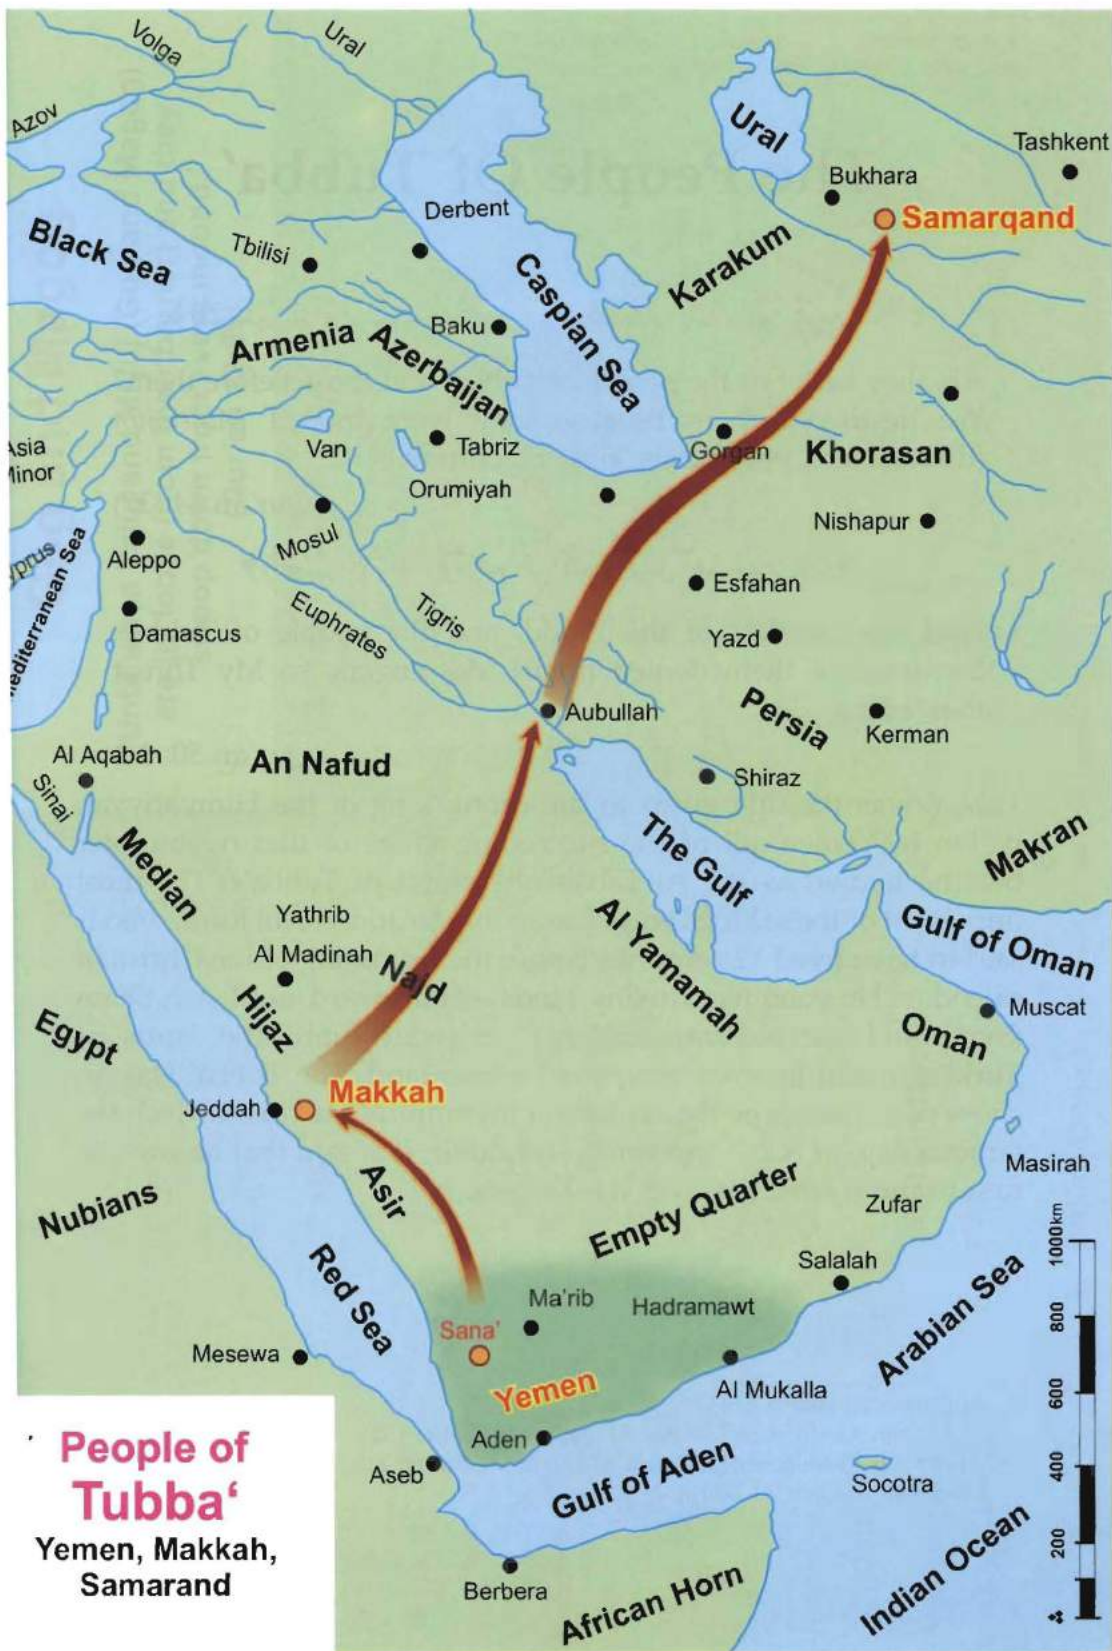 Volga
Ural
Azov
Ural
Tashkent
Bukhara
Samarqand
Derbent
Tbilisi
Black Sea
Karakum
Caspian Sea
Baku
Armenia
Azerbaijan
Gorgan
Khorasan
Asia
Minor
Van
Tabriz
Orumiyah
Nishapur
Mosul
Aleppo
yprus
Mediterranean Sea
Esfahan
Euphrates
Tigris
Damascus
Yazd
Aubullah
Persia
Kerman
Al Aqabah
An Nafud
Shiraz
Sinai
The Gulf
Makran
Median
Yathrib
Al Madinah
Najd
Al Yamamah
Gulf of Oman
Hijaz
Muscat
Egypt
Oman
Makkah
Jeddah
Masirah
Asir
Empty Quarter
Nubians
Zufar
Red Sea
Salalah
1000km
Ma'rib
Hadramawt
Arabian Sea
Sana'
800
Mesewa
Yemen
Al Mukalla
600
People of
Tubba‘
Yemen, Makkah,
Samarand
Aden
Aseb
Gulf of Aden
Socotra
400
200
Indian Ocean
Berbera
African Horn